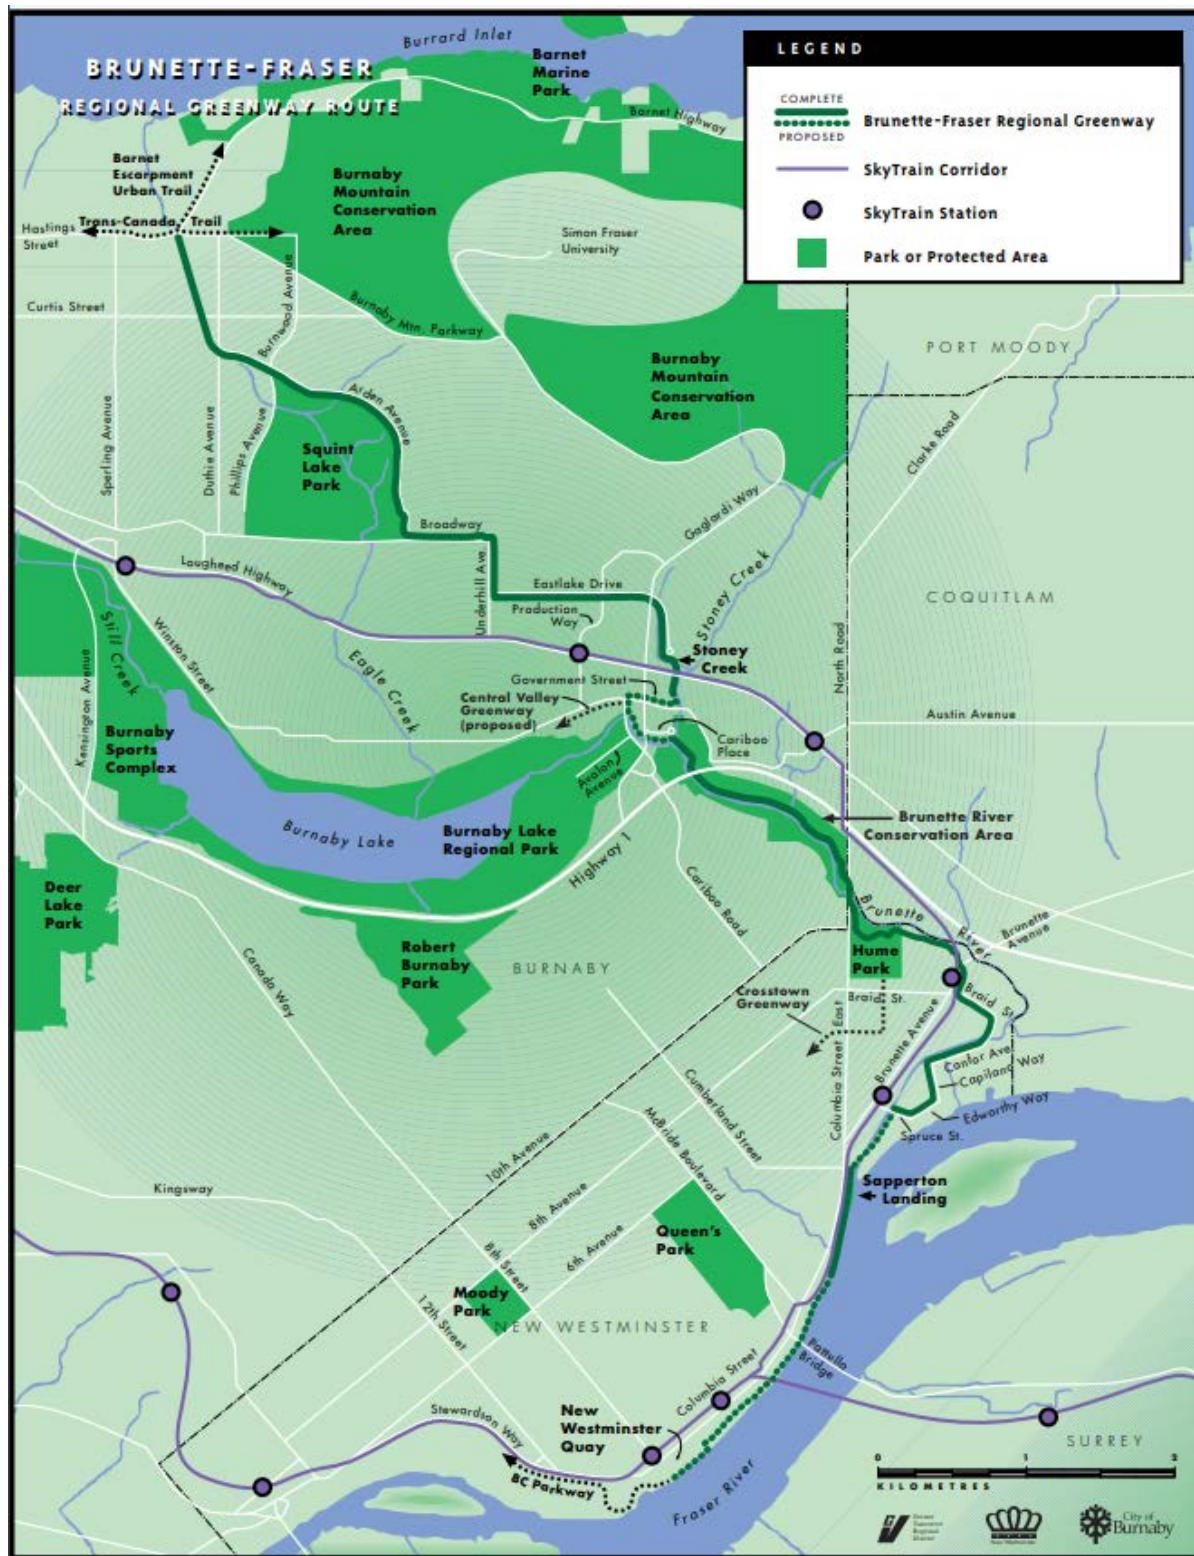 Burrard Inlet
BRUNETTE-FRASER
REGIONAL GREENWAY ROUTE
Barnet
Marine
Park
Barnet Highway
LEGEND
COMPLETE
PROPOSED
Brunette-Fraser Regional Greenway
SkyTrain Corridor
SkyTrain Station
Park or Protected Area
Barnet
Escarpment
Urban Trail
Burnaby
Mountain
Conservation
Area
Trans-Canada Trail
Hastings
Street
Simon Fraser
University
Curtis Street
Burnwood Avenue
Burnaby Mtn. Parkway
PORT MOODY
Burnaby
Mountain
Conservation
Area
Arden Avenue
Sperling Avenue
Duthie Avenue
Phillips Avenue
Squint
Lake
Park
Clarke Road
Broadway
Gaglardi Way
Lougheed Highway
Underhill Ave.
Eastlake Drive
Production
Way
Stoney Creek
COQUITLAM
Still Creek
Winston Street
Eagle Creek
Stoney
Creek
North Road
Government Street
Central Valley
Greenway
(proposed)
Kensington Avenue
Austin Avenue
Burnaby
Sports
Complex
Cariboo
Place
Avalon
Avenue
Burnaby Lake
Burnaby Lake
Regional Park
Highway 1
Brunette River
Conservation Area
Deer
Lake
Park
Cariboo Road
Brunette River
Brunette
Avenue
Robert
Burnaby
Park
Canada Way
BURNABY
Hume
Park
Crosstown
Greenway
Braid St.
Braid St.
Columbia Street East
Brunette Avenue
Canfor Ave.
Capilano Way
Edworthy Way
Spruce St.
Cumberland Street
McBride Boulevard
10th Avenue
Kingsway
Sapperton
Landing
8th Avenue
6th Avenue
Queen's
Park
8th Street
12th Street
Moody
Park
NEW WESTMINSTER
Pattullo
Bridge
Columbia Street
Stewardson Way
New
Westminster
Quay
BC Parkway
Fraser River
SURREY
0 1 2
KILOMETRES
City of
Burnaby